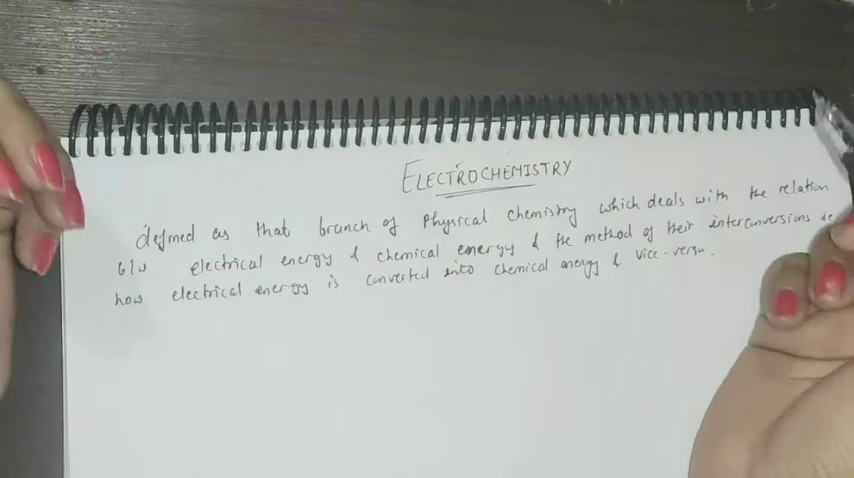 ELECTROCHEMISTRY
defined as that branch of Physical chemistry which deals with the relation
b/w electrical energy & chemical energy & the method of their interconversions ie
how electrical energy is converted into chemical energy & vice-versa.